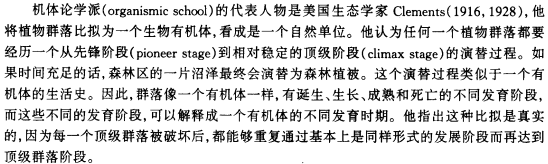 机体论学派(organismic school)的代表人物是美国生态学家 Clements(1916,1928),他
将植物群落比拟为一个生物有机体,看成是一个自然单位。他认为任何一个植物群落都要
经历一个从先锋阶段(pioneer stage)到相对稳定的顶级阶段(climax stage)的演替过程。如
果时间充足的话,森林区的一片沼泽最终会演替为森林植被。这个演替过程类似于一个有
机体的生活史。因此,群落像一个有机体一样,有诞生、生长、成熟和死亡的不同发育阶段,
而这些不同的发育阶段,可以解释成一个有机体的不同发育时期。他指出这种比拟是真实
的,因为每一个顶级群落被破坏后,都能够重复通过基本上是同样形式的发展阶段而再达到
顶级群落阶段。